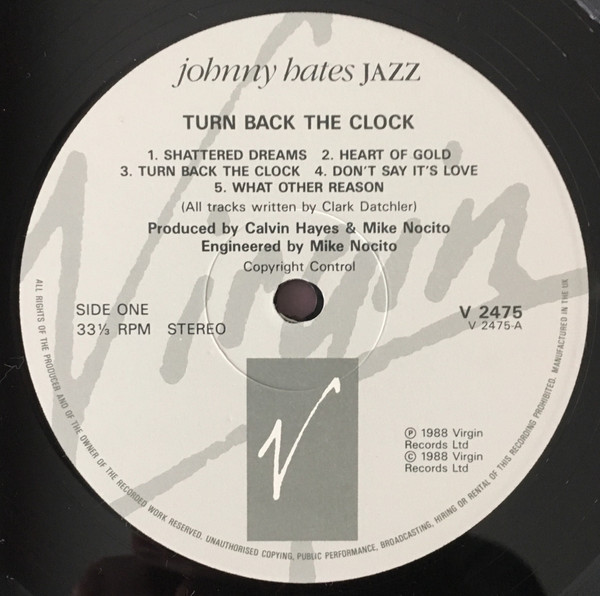 johnny hates JAZZ
TURN BACK THE CLOCK
1. SHATTERED DREAMS 2. HEART OF GOLD
3. TURN BACK THE CLOCK 4. DON'T SAY IT'S LOVE
5. WHAT OTHER REASON
(All tracks written by Clark Datchler)
Produced by Calvin Hayes & Mike Nocito
Engineered by Mike Nocito
Copyright Control
SIDE ONE
33⅓ RPM STEREO
V 2475
V 2475-A
Ⓟ 1988 Virgin
Records Ltd
© 1988 Virgin
Records Ltd
ALL RIGHTS OF THE PRODUCER AND OF THE OWNER OF THE RECORDED WORK RESERVED. UNAUTHORISED COPYING, PUBLIC PERFORMANCE, BROADCASTING, HIRING OR RENTAL OF THIS RECORDING PROHIBITED. MANUFACTURED IN THE UK
Virgin
V